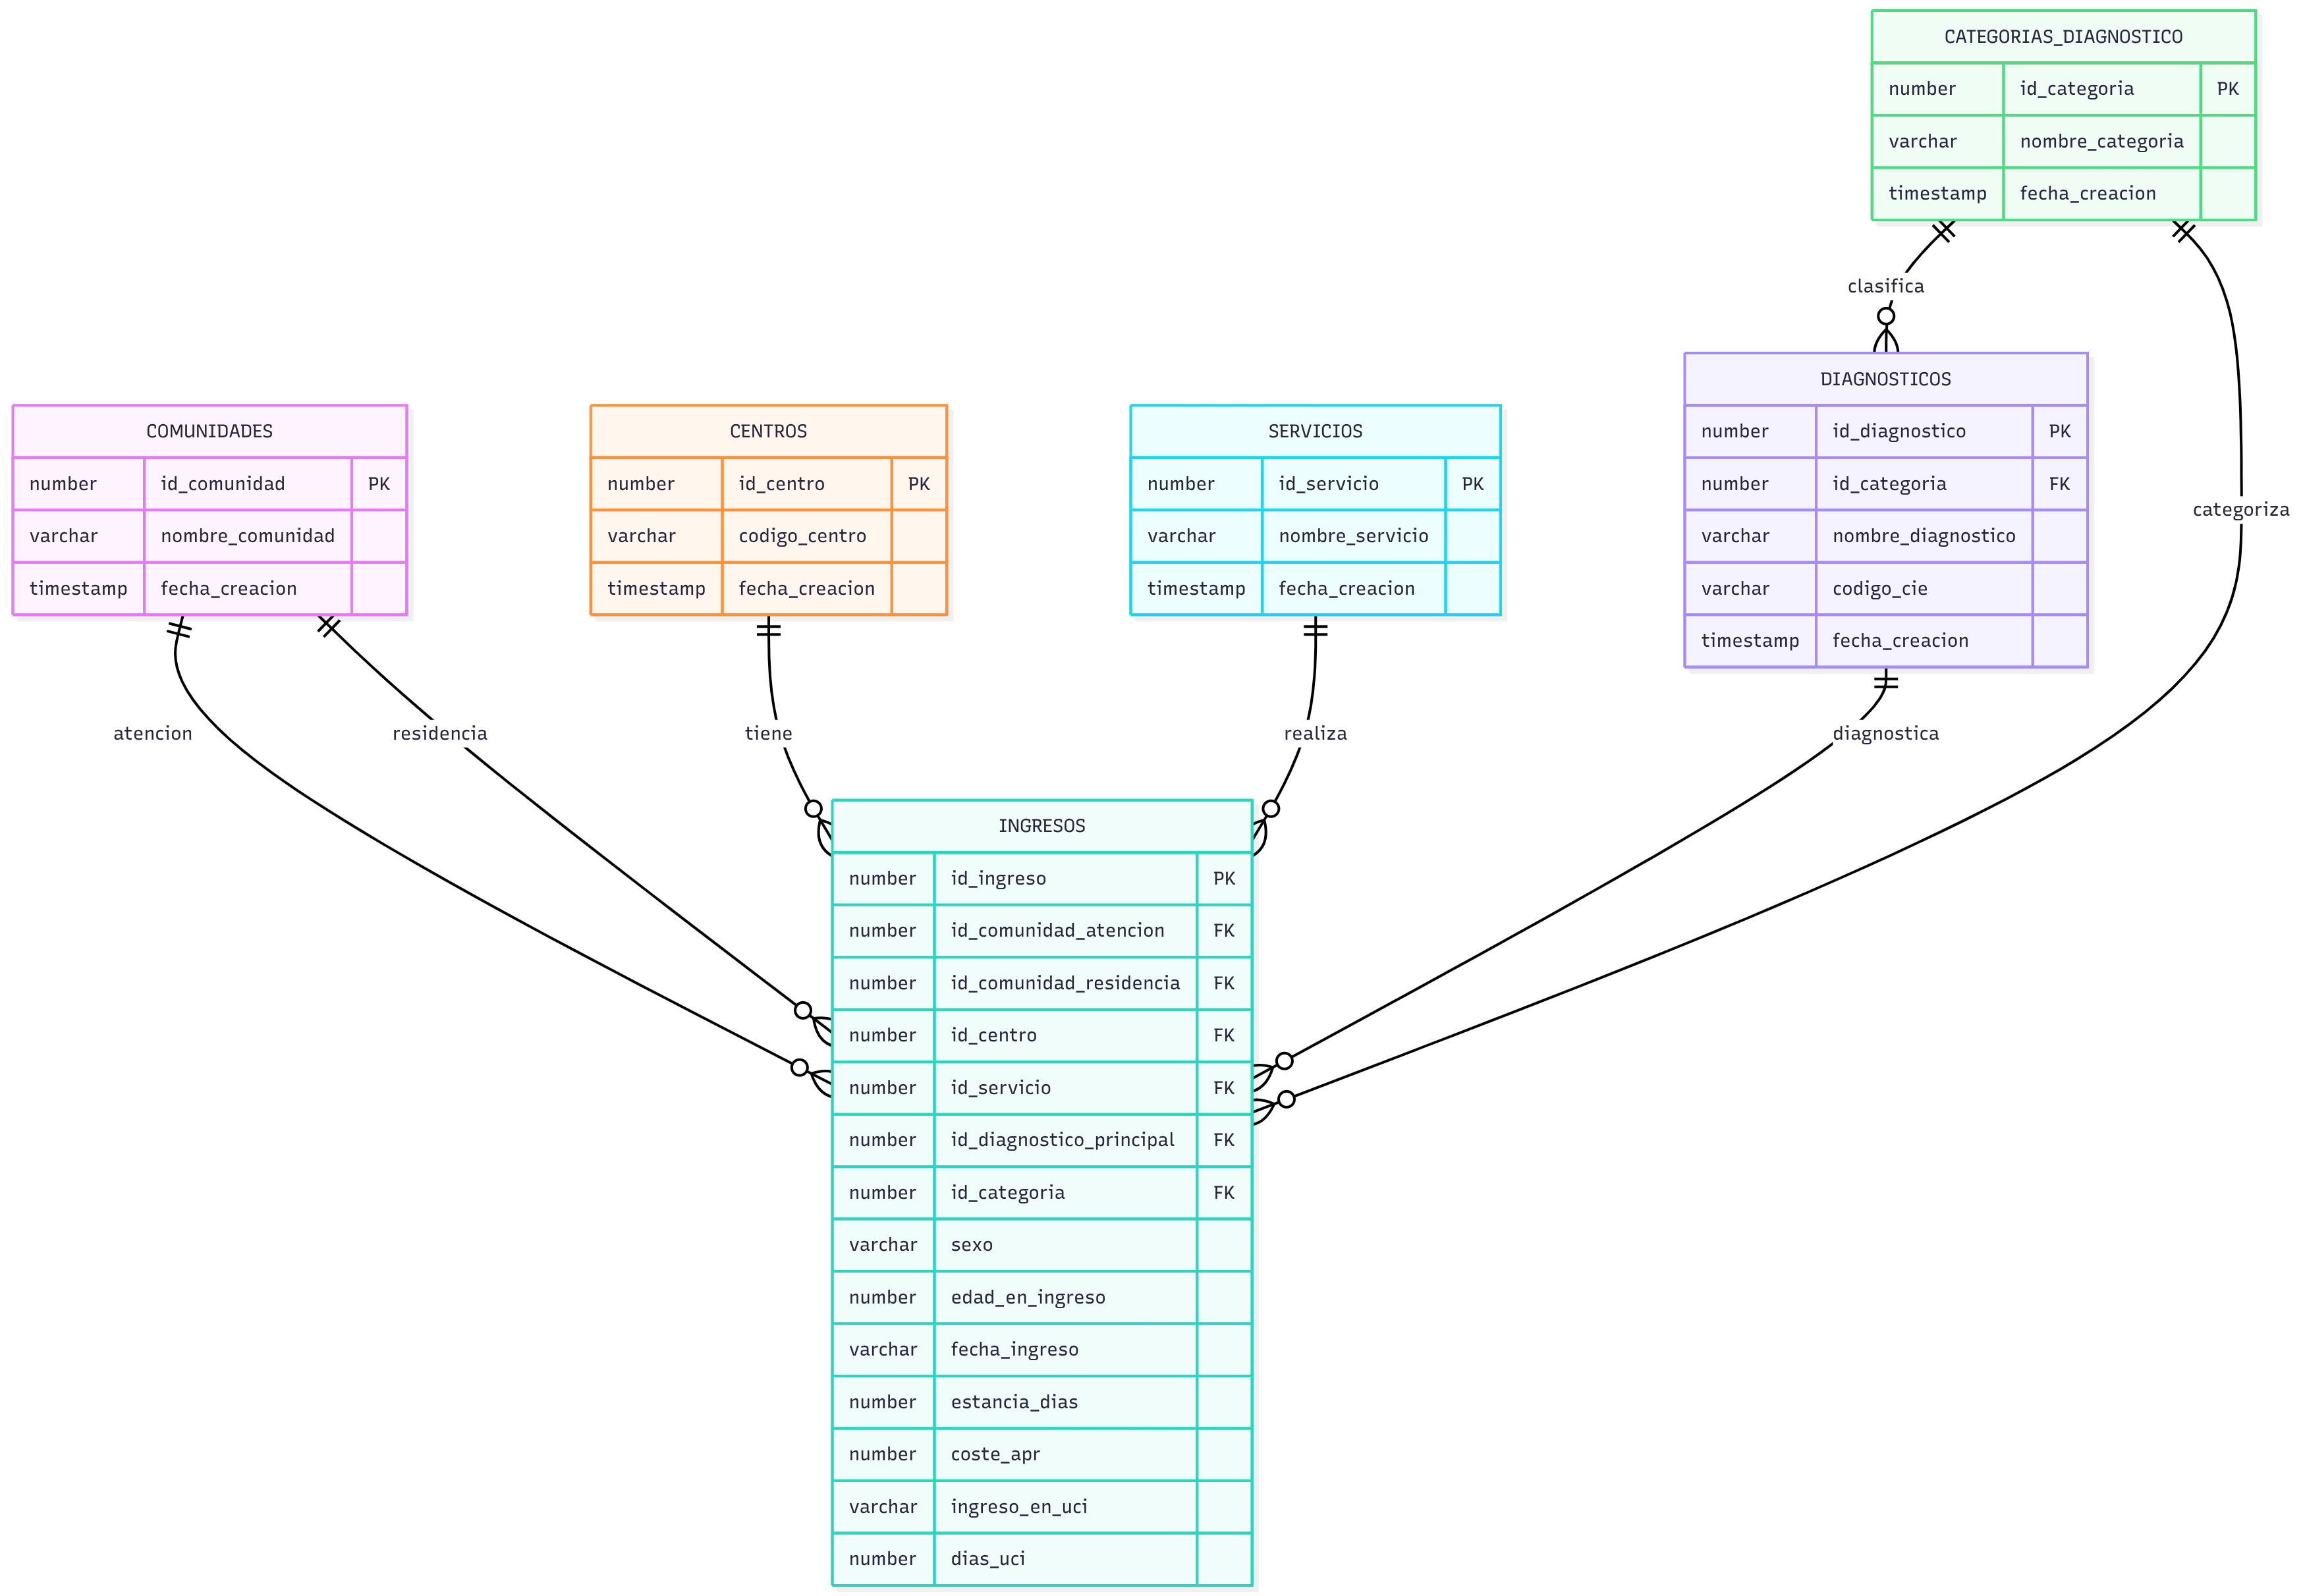 CATEGORIAS_DIAGNOSTICO
number id_categoria PK
varchar nombre_categoria
timestamp fecha_creacion
clasifica
categoriza
DIAGNOSTICOS
number id_diagnostico PK
number id_categoria FK
varchar nombre_diagnostico
varchar codigo_cie
timestamp fecha_creacion
COMUNIDADES
number id_comunidad PK
varchar nombre_comunidad
timestamp fecha_creacion
CENTROS
number id_centro PK
varchar codigo_centro
timestamp fecha_creacion
SERVICIOS
number id_servicio PK
varchar nombre_servicio
timestamp fecha_creacion
atencion
residencia
tiene
realiza
diagnostica
INGRESOS
number id_ingreso PK
number id_comunidad_atencion FK
number id_comunidad_residencia FK
number id_centro FK
number id_servicio FK
number id_diagnostico_principal FK
number id_categoria FK
varchar sexo
number edad_en_ingreso
varchar fecha_ingreso
number estancia_dias
number coste_apr
varchar ingreso_en_uci
number dias_uci